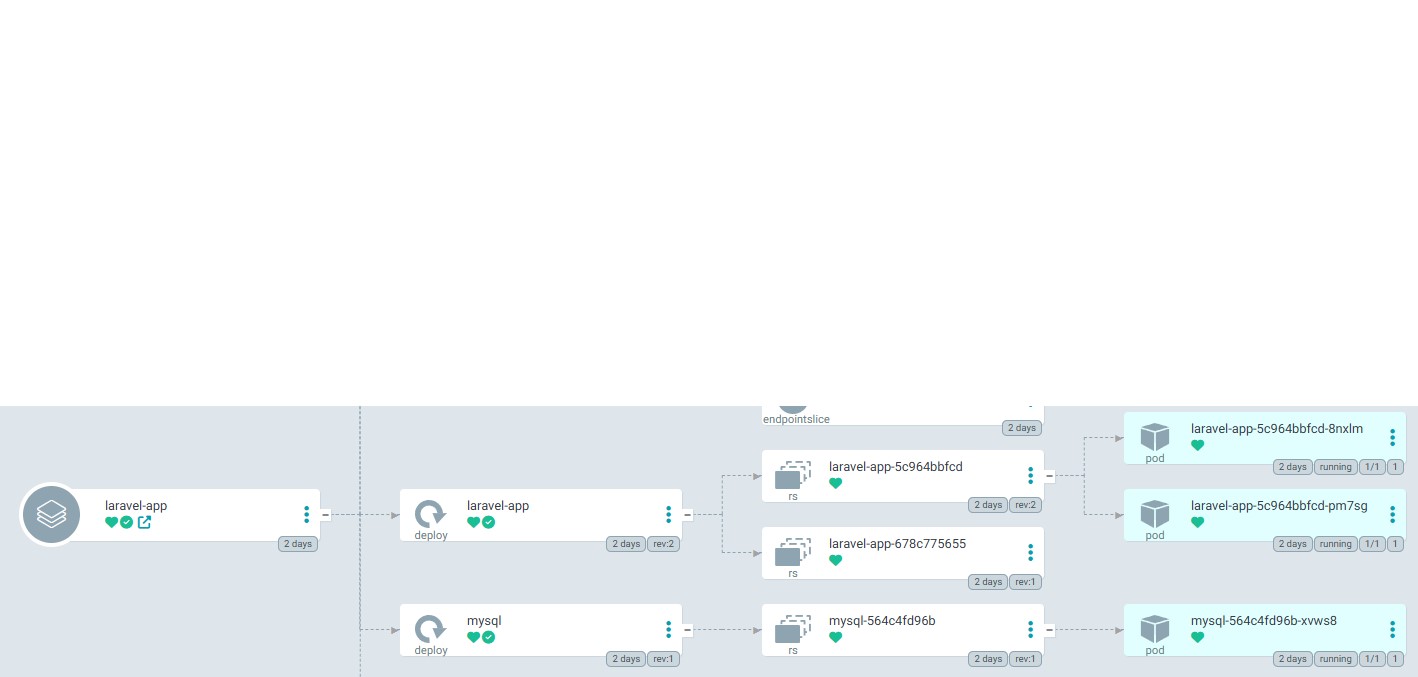 endpointslice
2 days
laravel-app-5c964bbfcd-8nxlm
pod
2 days running 1/1 1
laravel-app-5c964bbfcd
rs
2 days rev:2
laravel-app
2 days
laravel-app
deploy
2 days rev:2
laravel-app-5c964bbfcd-pm7sg
pod
2 days running 1/1 1
laravel-app-678c775655
rs
2 days rev:1
mysql
deploy
2 days rev:1
mysql-564c4fd96b
rs
2 days rev:1
mysql-564c4fd96b-xvws8
pod
2 days running 1/1 1